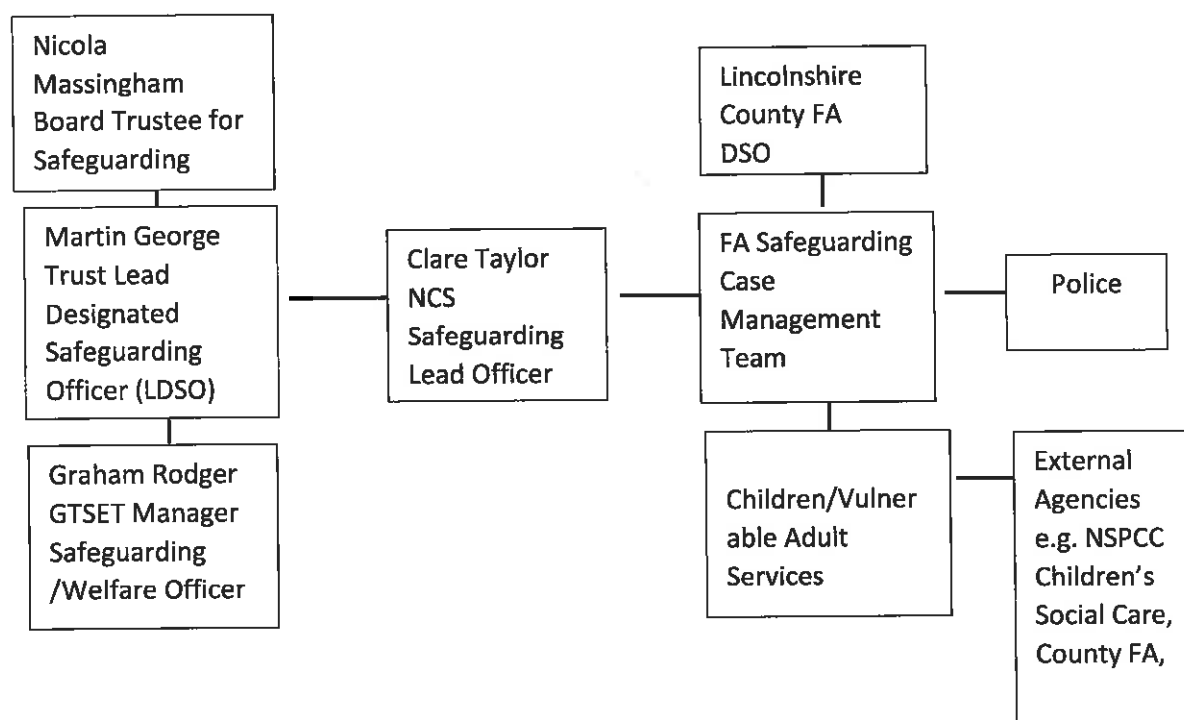 Nicola
Massingham
Board Trustee for
Safeguarding
Martin George
Trust Lead
Designated
Safeguarding
Officer (LDSO)
Graham Rodger
GTSET Manager
Safeguarding
/Welfare Officer
Clare Taylor
NCS
Safeguarding
Lead Officer
Lincolnshire
County FA
DSO
FA Safeguarding
Case
Management
Team
Children/Vulner
able Adult
Services
Police
External
Agencies
e.g. NSPCC
Children's
Social Care,
County FA,